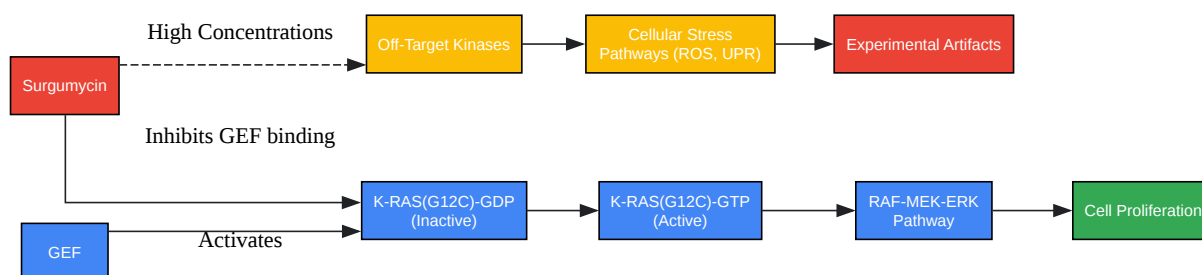 High Concentrations
Off-Target Kinases
Cellular Stress
Pathways (ROS, UPR)
Experimental Artifacts
Surgumycin
Inhibits GEF binding
K-RAS(G12C)-GDP
(Inactive)
K-RAS(G12C)-GTP
(Active)
RAF-MEK-ERK
Pathway
Cell Proliferation
GEF
Activates